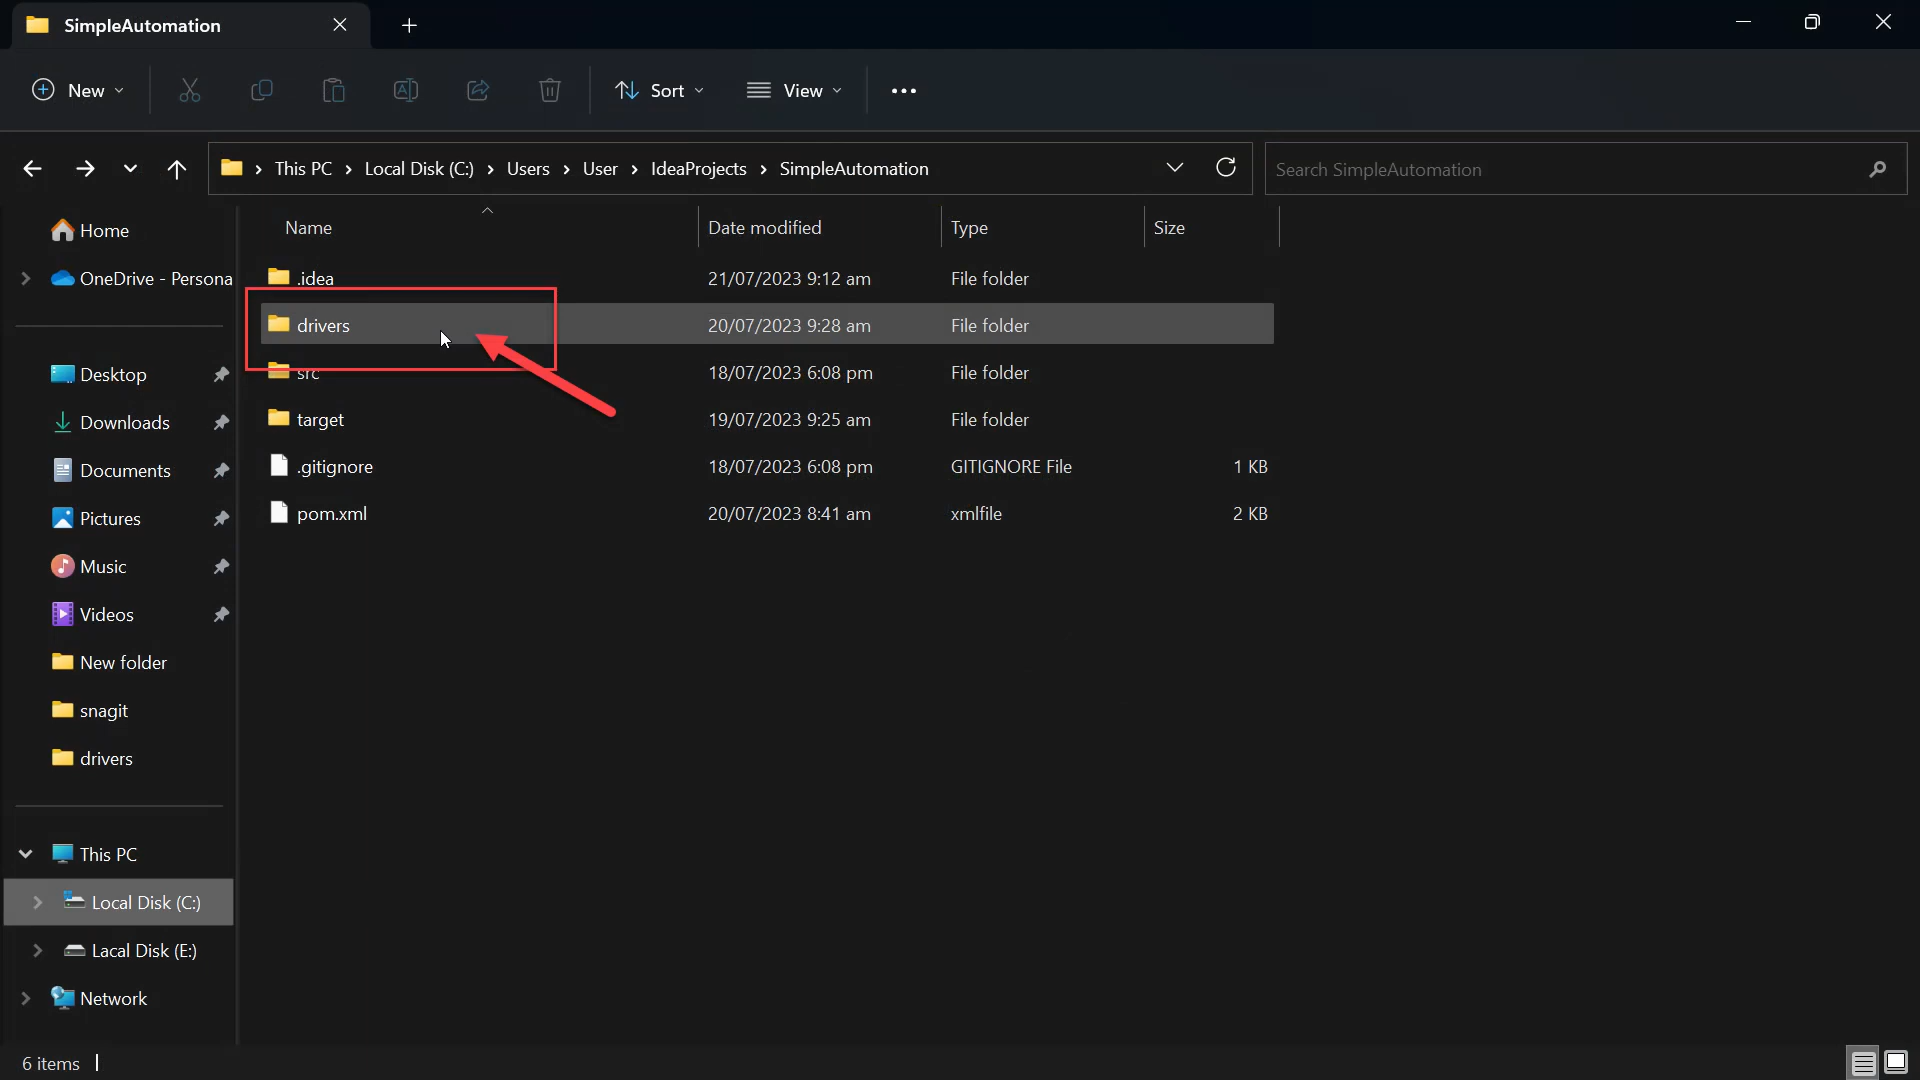 SimpleAutomation
New
Sort
View
This PC > Local Disk (C:) > Users > User > IdeaProjects > SimpleAutomation
Search SimpleAutomation
Home
OneDrive - Persona
Desktop
Downloads
Documents
Pictures
Music
Videos
New folder
snagit
drivers
This PC
Local Disk (C:)
Lacal Disk (E:)
Network
Name Date modified Type Size
.idea 21/07/2023 9:12 am File folder
drivers 20/07/2023 9:28 am File folder
src 18/07/2023 6:08 pm File folder
target 19/07/2023 9:25 am File folder
.gitignore 18/07/2023 6:08 pm GITIGNORE File 1 KB
pom.xml 20/07/2023 8:41 am xmlfile 2 KB
6 items